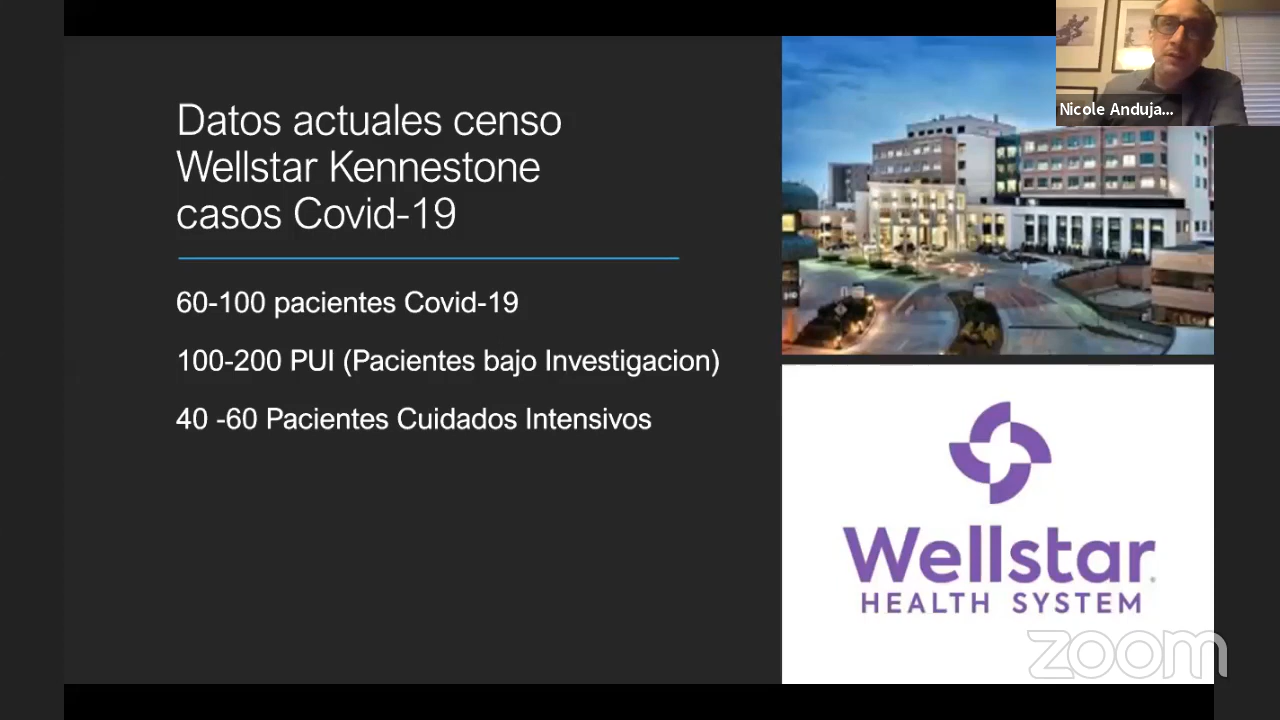 Datos actuales censo
Wellstar Kennestone
casos Covid-19
60-100 pacientes Covid-19
100-200 PUI (Pacientes bajo Investigacion)
40 -60 Pacientes Cuidados Intensivos
Nicole Anduja...
Wellstar
HEALTH SYSTEM
zoom